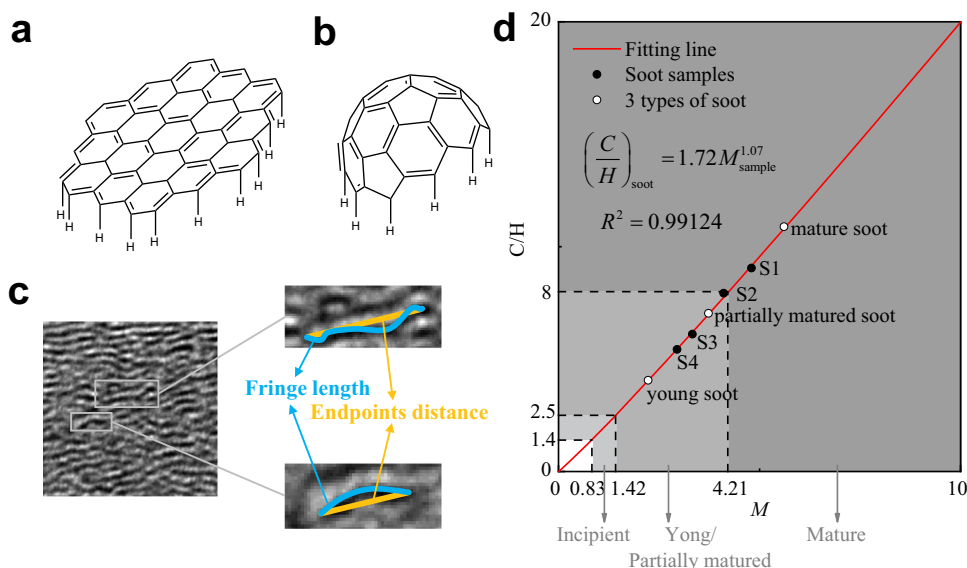 a
H
H
H
H
H
H
H
H
b
H
H
H
H
H
c
Fringe length
Endpoints distance
d
20
8
2.5
1.4
0
C/H
Fitting line
Soot samples
3 types of soot
(C/H)soot = 1.72M1.07sample
R2 = 0.99124
mature soot
S1
S2
partially matured soot
S3
S4
young soot
0 0.83 1.42 4.21 10
M
Incipient Yong/ Mature
Partially matured